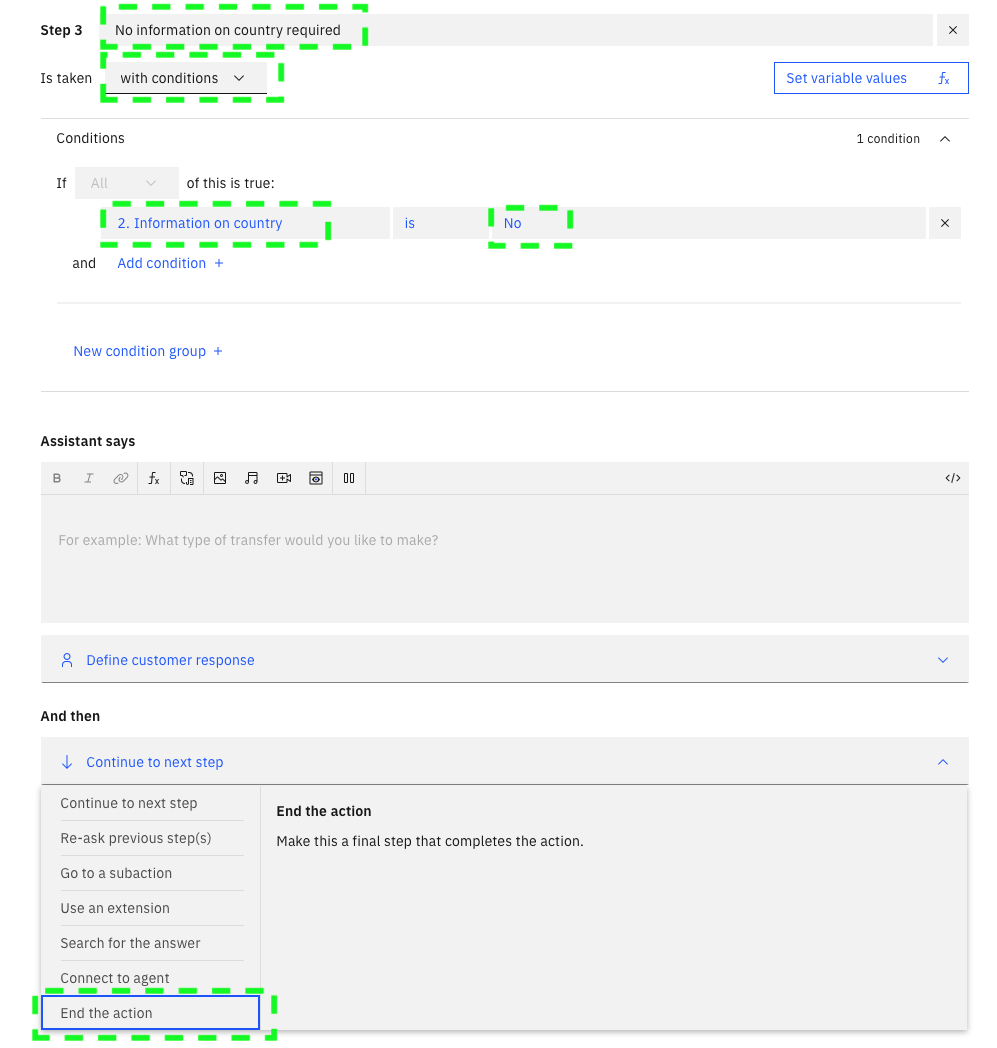 Step 3 No information on country required
Is taken with conditions Set variable values fx
Conditions 1 condition
If All of this is true:
2. Information on country is No
and Add condition +
New condition group +
Assistant says
B I fx </>
For example: What type of transfer would you like to make?
Define customer response
And then
Continue to next step
Continue to next step
End the action
Re-ask previous step(s)
Make this a final step that completes the action.
Go to a subaction
Use an extension
Search for the answer
Connect to agent
End the action